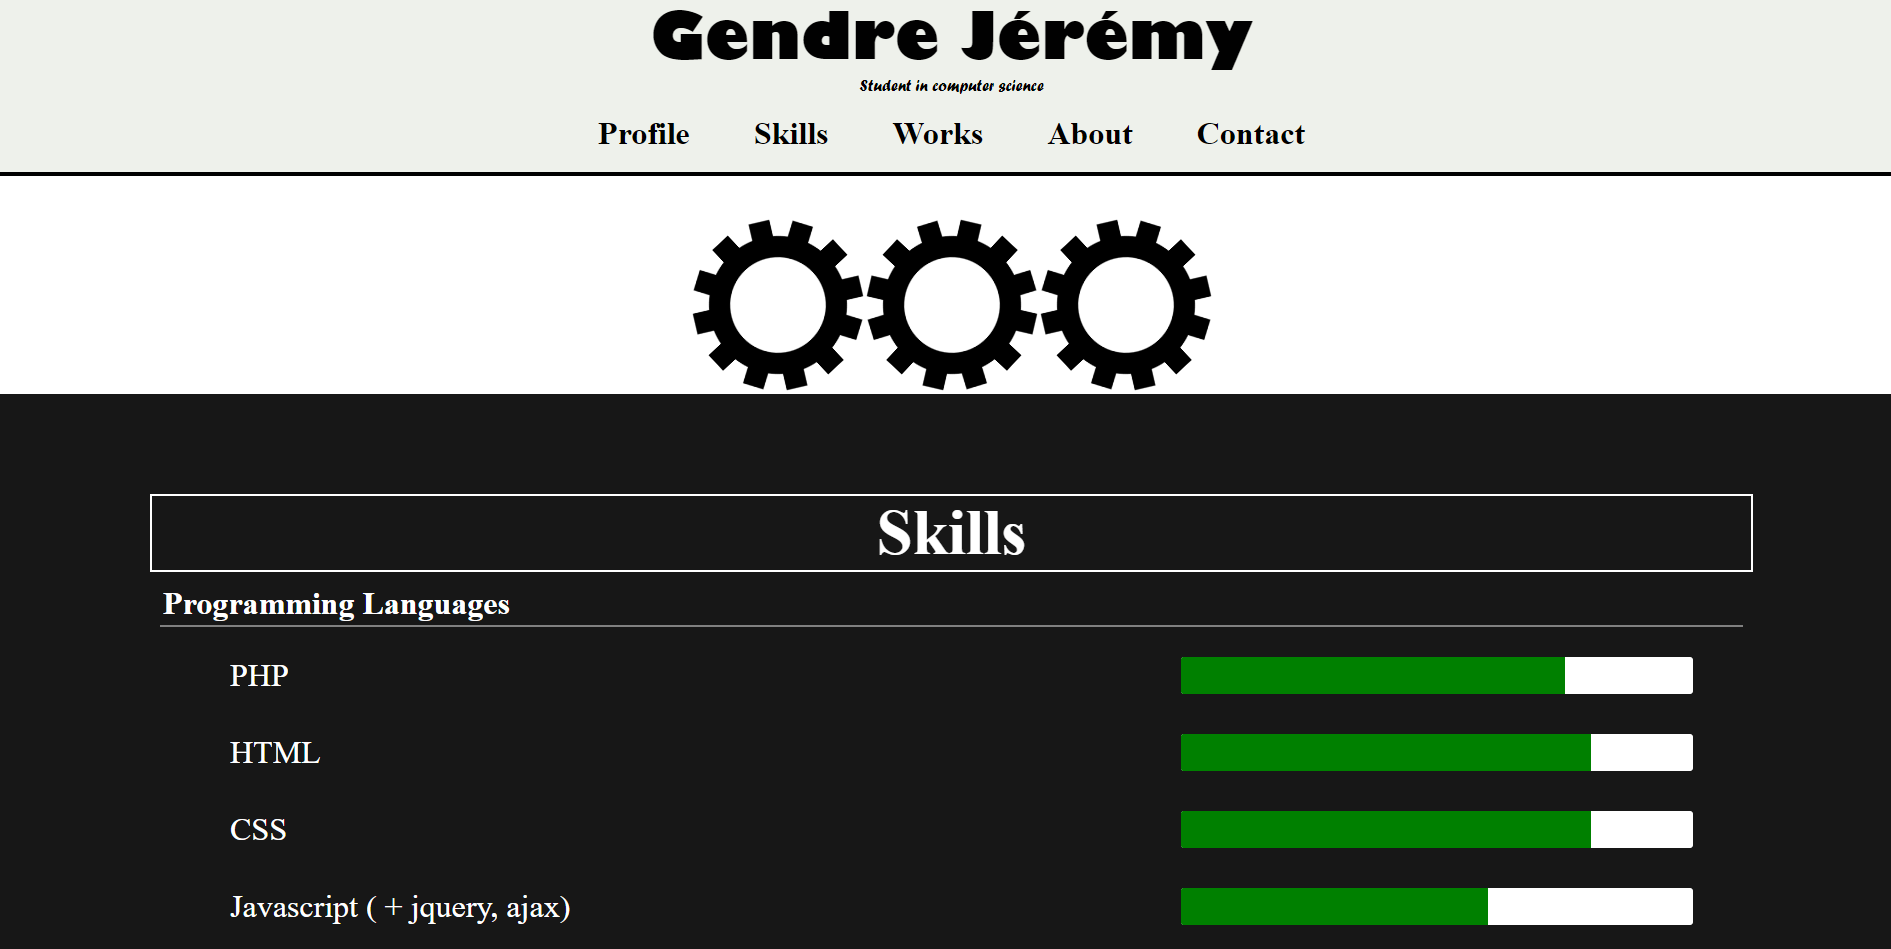 Gendre Jérémy
Student in computer science
Profile Skills Works About Contact
Skills
Programming Languages
PHP
HTML
CSS
Javascript ( + jquery, ajax)